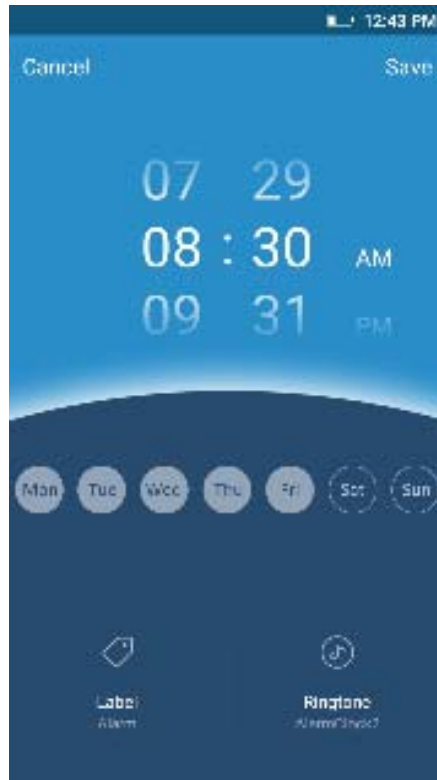 12:43 PM
Cancel Save
07 29
08 : 30 AM
09 31 PM
Mon Tue Wed Thu Fri Sat Sun
Label Ringtone
Alarm AlarmClock2